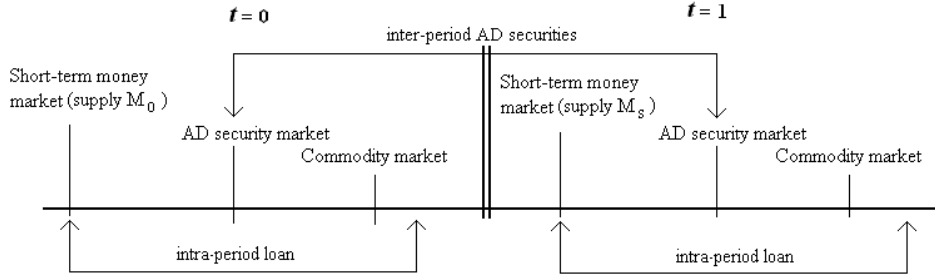 t = 0
t = 1
inter-period AD securities
Short-term money
market (supply M0)
Short-term money
market (supply Ms)
AD security market
AD security market
Commodity market
Commodity market
intra-period loan
intra-period loan